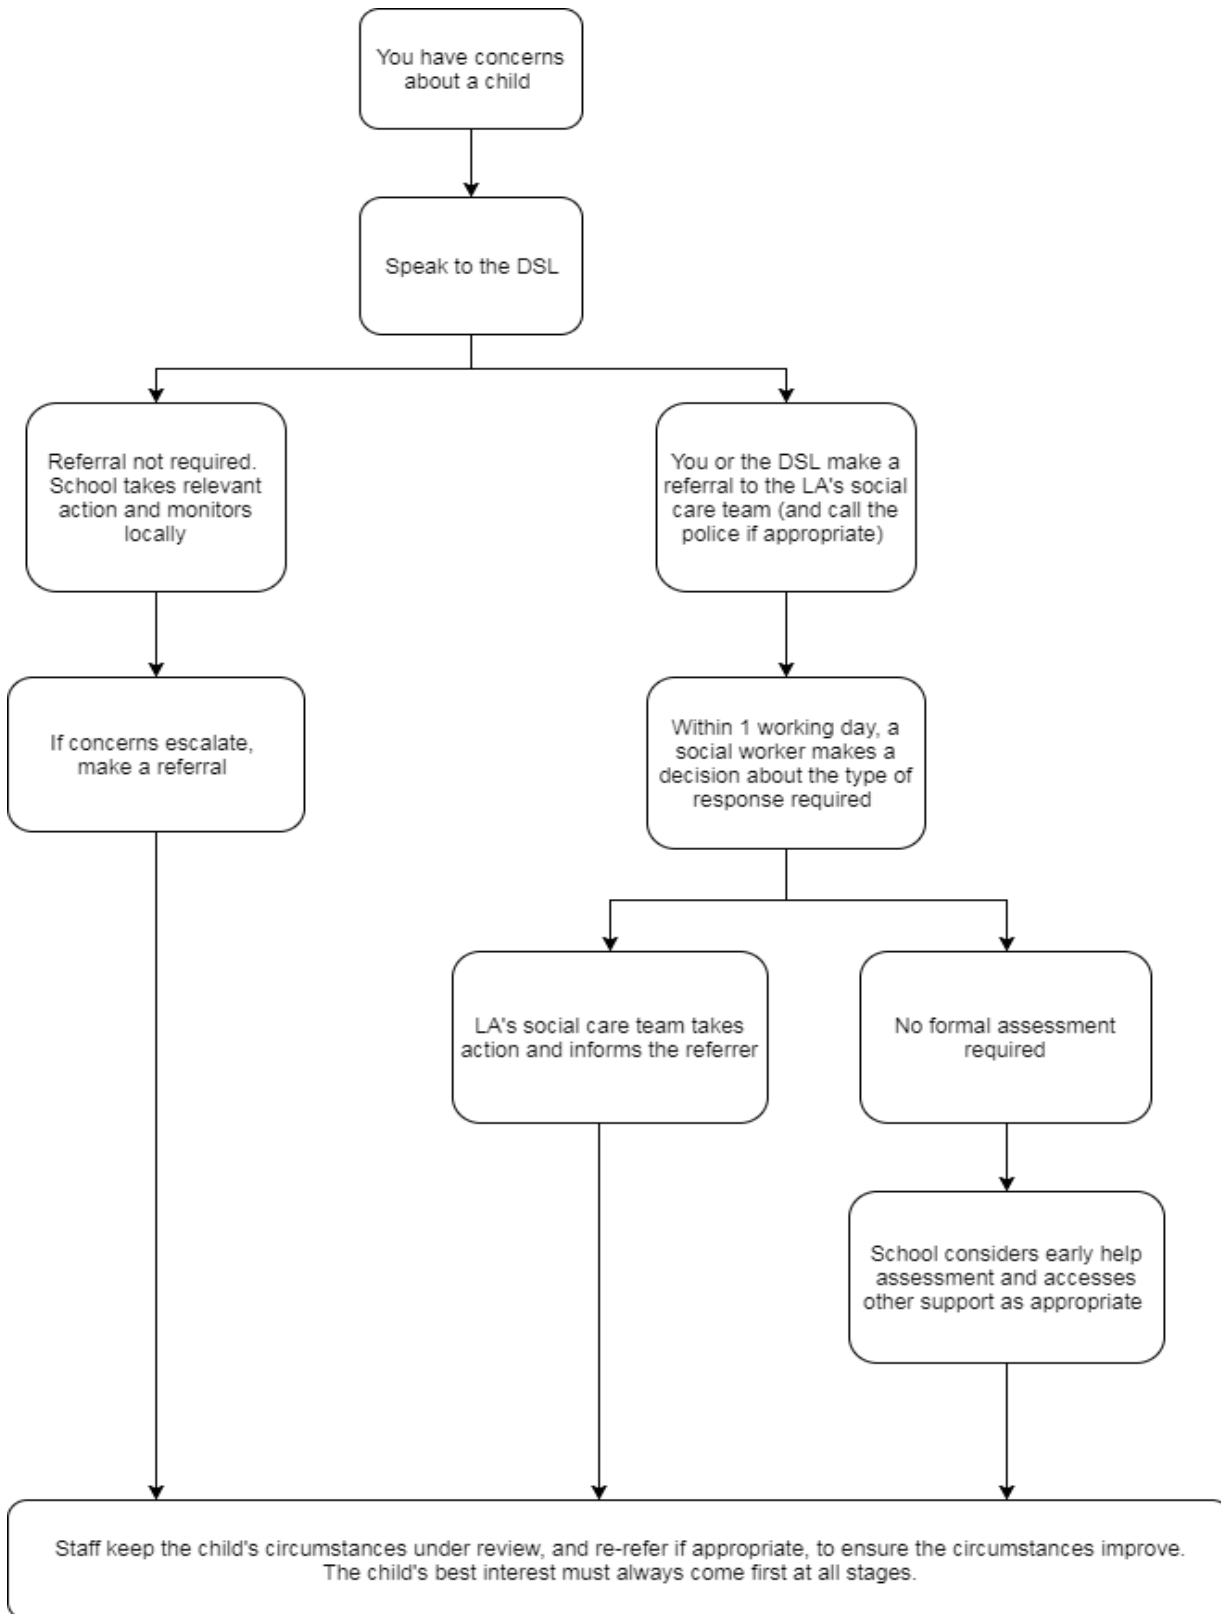 You have concerns
about a child
Speak to the DSL
Referral not required.
School takes relevant
action and monitors
locally
You or the DSL make a
referral to the LA's social
care team (and call the
police if appropriate)
If concerns escalate,
make a referral
Within 1 working day, a
social worker makes a
decision about the type of
response required
LA's social care team takes
action and informs the referrer
No formal assessment
required
School considers early help
assessment and accesses
other support as appropriate
Staff keep the child's circumstances under review, and re-refer if appropriate, to ensure the circumstances improve.
The child's best interest must always come first at all stages.